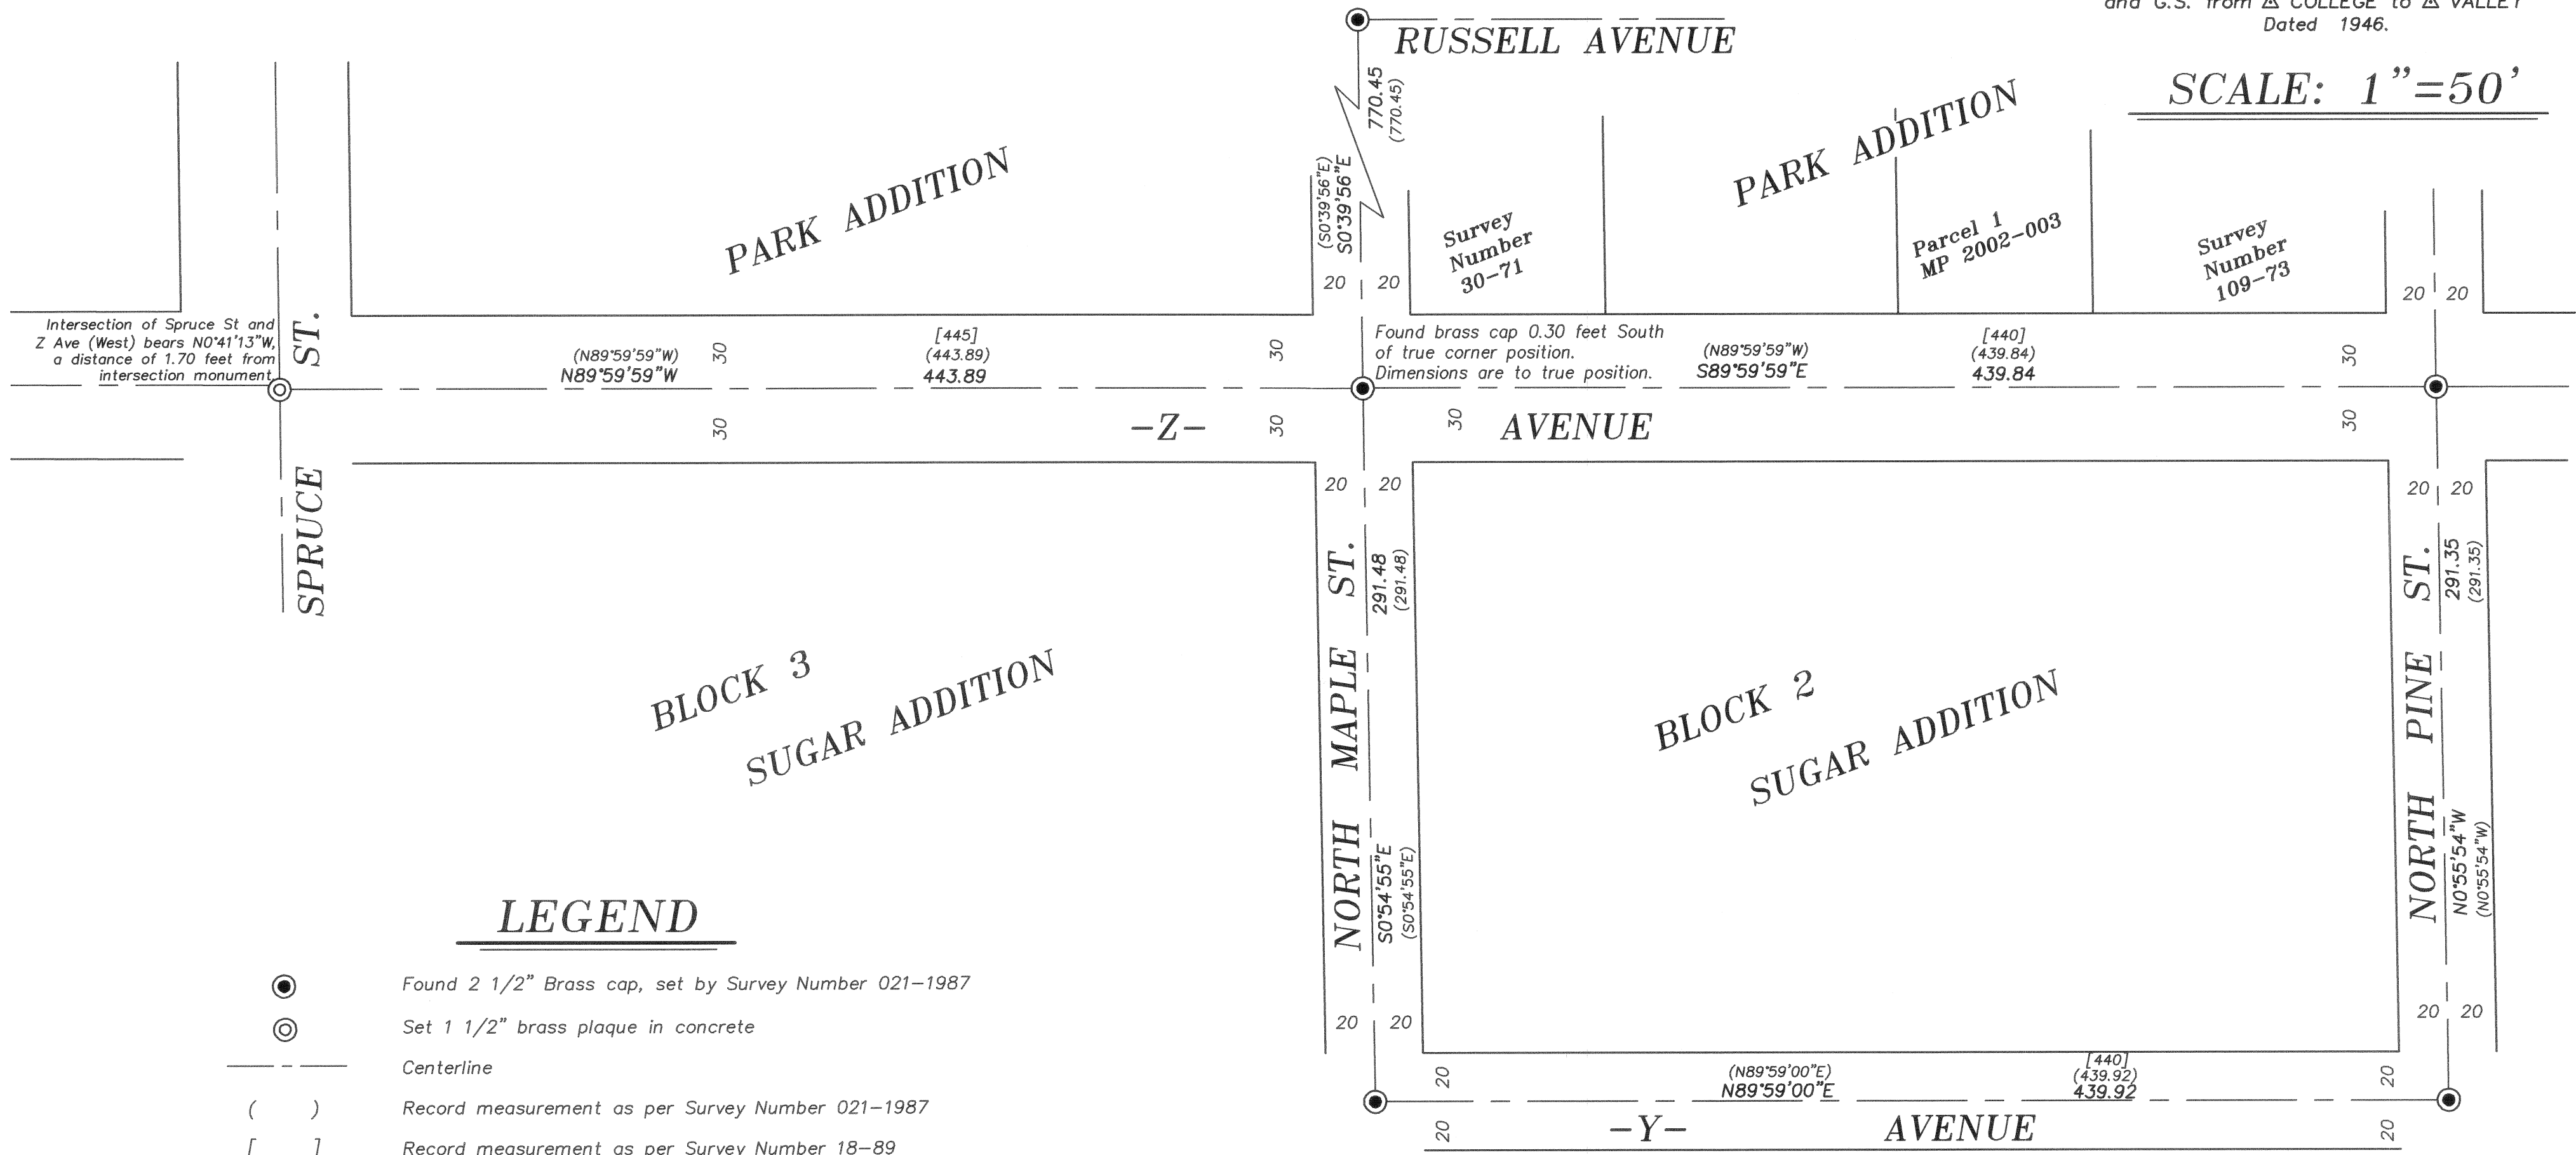 and G.S. from △ COLLEGE to △ VALLEY
Dated 1946.
SCALE: 1"=50'
RUSSELL AVENUE
770.45
(770.45)
(S0°39'56"E)
S0°39'56"E
PARK ADDITION
PARK ADDITION
Survey
Number
30-71
Parcel 1
MP 2002-003
Survey
Number
109-73
20
20
20
20
Intersection of Spruce St and
Z Ave (West) bears N0°41'13"W,
a distance of 1.70 feet from
intersection monument
SPRUCE ST.
(N89°59'59"W)
N89°59'59"W
30
30
[445]
(443.89)
443.89
30
30
Found brass cap 0.30 feet South
of true corner position.
Dimensions are to true position.
(N89°59'59"W)
S89°59'59"E
[440]
(439.84)
439.84
30
30
30
-Z- AVENUE
20
20
20
20
NORTH MAPLE ST.
291.48
(291.48)
S0°54'55"E
(S0°54'55"E)
NORTH PINE ST.
291.35
(291.35)
N0°55'54"W
(N0°55'54"W)
BLOCK 3
SUGAR ADDITION
BLOCK 2
SUGAR ADDITION
20
20
20
20
20
20
20
20
(N89°59'00"E)
N89°59'00"E
[440]
(439.92)
439.92
-Y- AVENUE
LEGEND
Found 2 1/2" Brass cap, set by Survey Number 021-1987
Set 1 1/2" brass plaque in concrete
Centerline
( ) Record measurement as per Survey Number 021-1987
[ ] Record measurement as per Survey Number 18-89